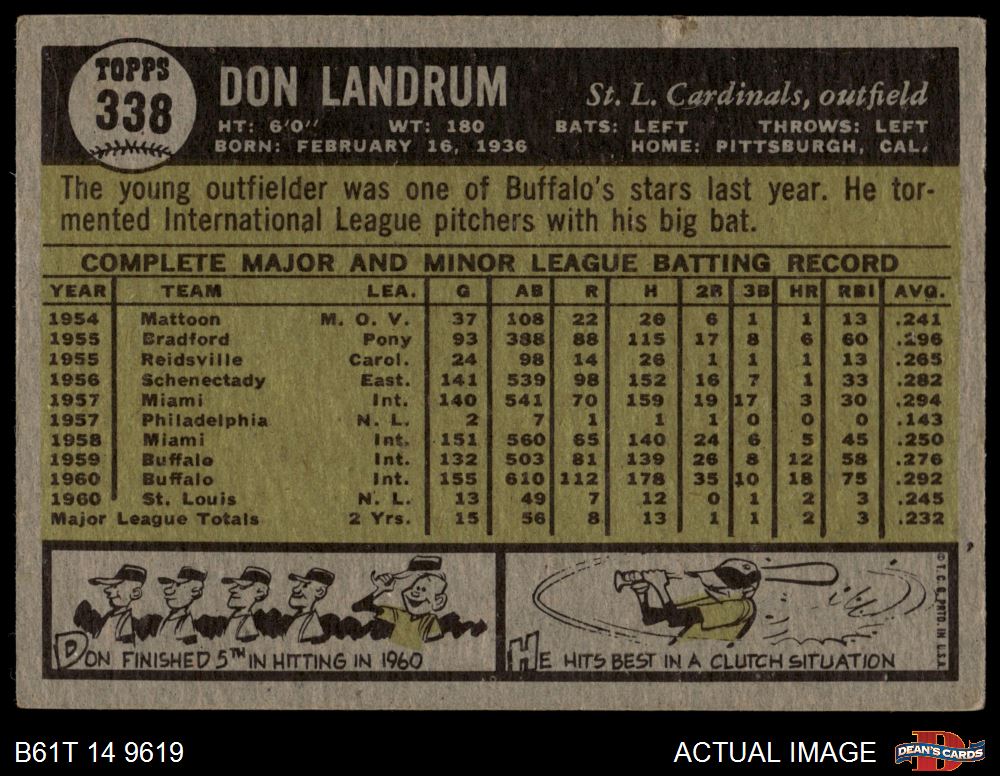 TOPPS
338
DON LANDRUM
St. L. Cardinals, outfield
HT: 6'0" WT: 180 BATS: LEFT THROWS: LEFT
BORN: FEBRUARY 16, 1936 HOME: PITTSBURGH, CAL.
The young outfielder was one of Buffalo's stars last year. He tor-
mented International League pitchers with his big bat.
COMPLETE MAJOR AND MINOR LEAGUE BATTING RECORD
YEAR TEAM LEA. G AB R H 2B 3B HR RBI AVG.
1954 Mattoon M. O. V. 37 108 22 26 6 1 1 13 .241
1955 Bradford Pony 93 388 88 115 17 8 6 60 .296
1955 Reidsville Carol. 24 98 14 26 1 1 1 13 .265
1956 Schenectady East. 141 539 98 152 16 7 1 33 .282
1957 Miami Int. 140 541 70 159 19 17 3 30 .294
1957 Philadelphia N. L. 2 7 1 1 1 0 0 0 .143
1958 Miami Int. 151 560 65 140 24 6 5 45 .250
1959 Buffalo Int. 132 503 81 139 26 8 12 58 .276
1960 Buffalo Int. 155 610 112 178 35 10 18 75 .292
1960 St. Louis N. L. 13 49 7 12 0 1 2 3 .245
Major League Totals 2 Yrs. 15 56 8 13 1 1 2 3 .232
DON FINISHED 5TH IN HITTING IN 1960
HE HITS BEST IN A CLUTCH SITUATION
© T. C. G. PRTD. IN U.S.A.
B61T 14 9619
ACTUAL IMAGE
D
DEAN'S CARDS